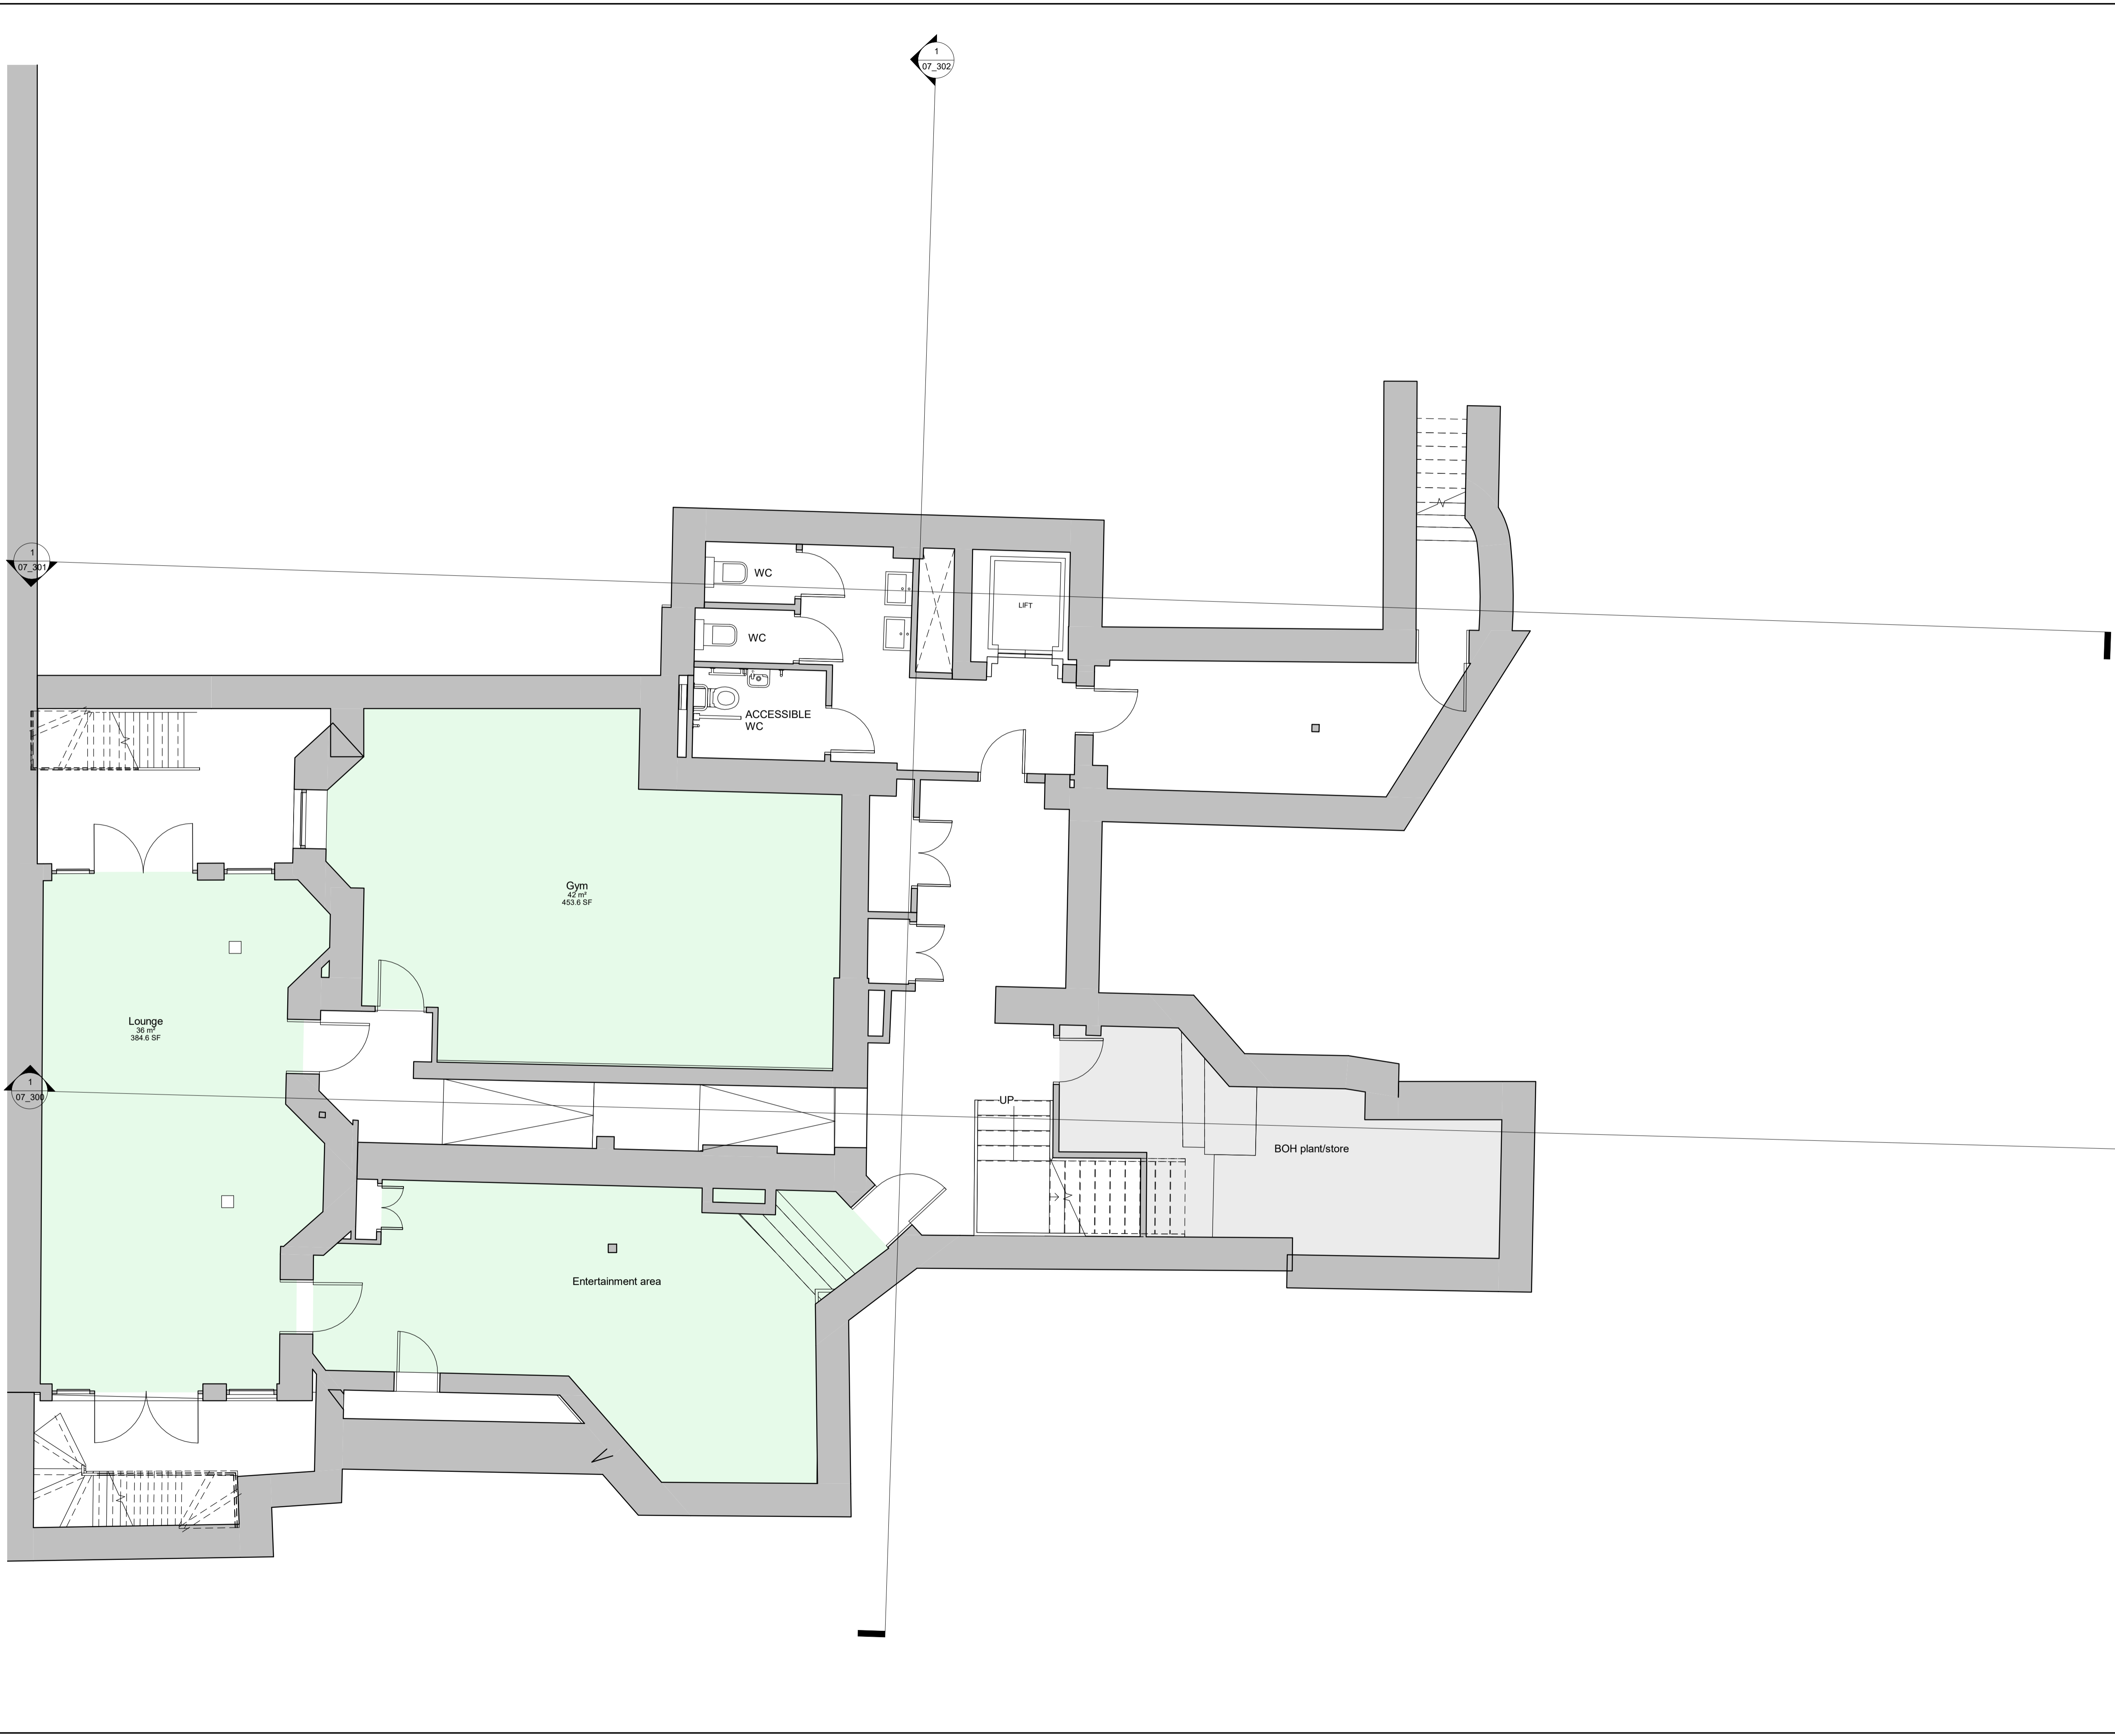 1
07_302
1
07_301
WC
LIFT
WC
ACCESSIBLE
WC
Gym
42 m²
453.6 SF
Lounge
36 m²
384.6 SF
1
07_300
UP
BOH plant/store
Entertainment area